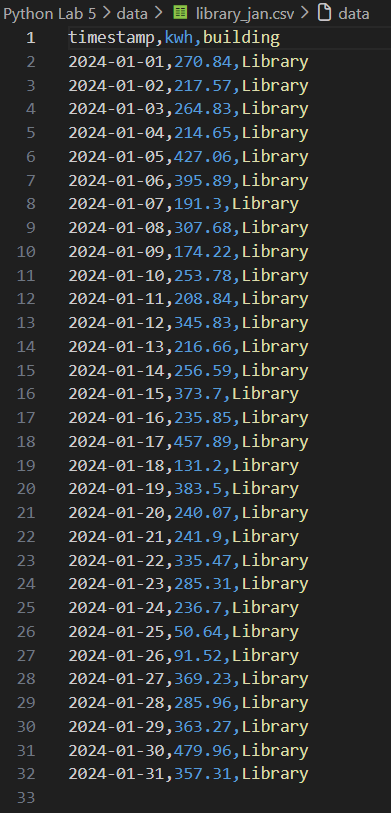 Python Lab 5 > data > library_jan.csv > data
1 timestamp,kwh,building
2 2024-01-01,270.84,Library
3 2024-01-02,217.57,Library
4 2024-01-03,264.83,Library
5 2024-01-04,214.65,Library
6 2024-01-05,427.06,Library
7 2024-01-06,395.89,Library
8 2024-01-07,191.3,Library
9 2024-01-08,307.68,Library
10 2024-01-09,174.22,Library
11 2024-01-10,253.78,Library
12 2024-01-11,208.84,Library
13 2024-01-12,345.83,Library
14 2024-01-13,216.66,Library
15 2024-01-14,256.59,Library
16 2024-01-15,373.7,Library
17 2024-01-16,235.85,Library
18 2024-01-17,457.89,Library
19 2024-01-18,131.2,Library
20 2024-01-19,383.5,Library
21 2024-01-20,240.07,Library
22 2024-01-21,241.9,Library
23 2024-01-22,335.47,Library
24 2024-01-23,285.31,Library
25 2024-01-24,236.7,Library
26 2024-01-25,50.64,Library
27 2024-01-26,91.52,Library
28 2024-01-27,369.23,Library
29 2024-01-28,285.96,Library
30 2024-01-29,363.27,Library
31 2024-01-30,479.96,Library
32 2024-01-31,357.31,Library
33